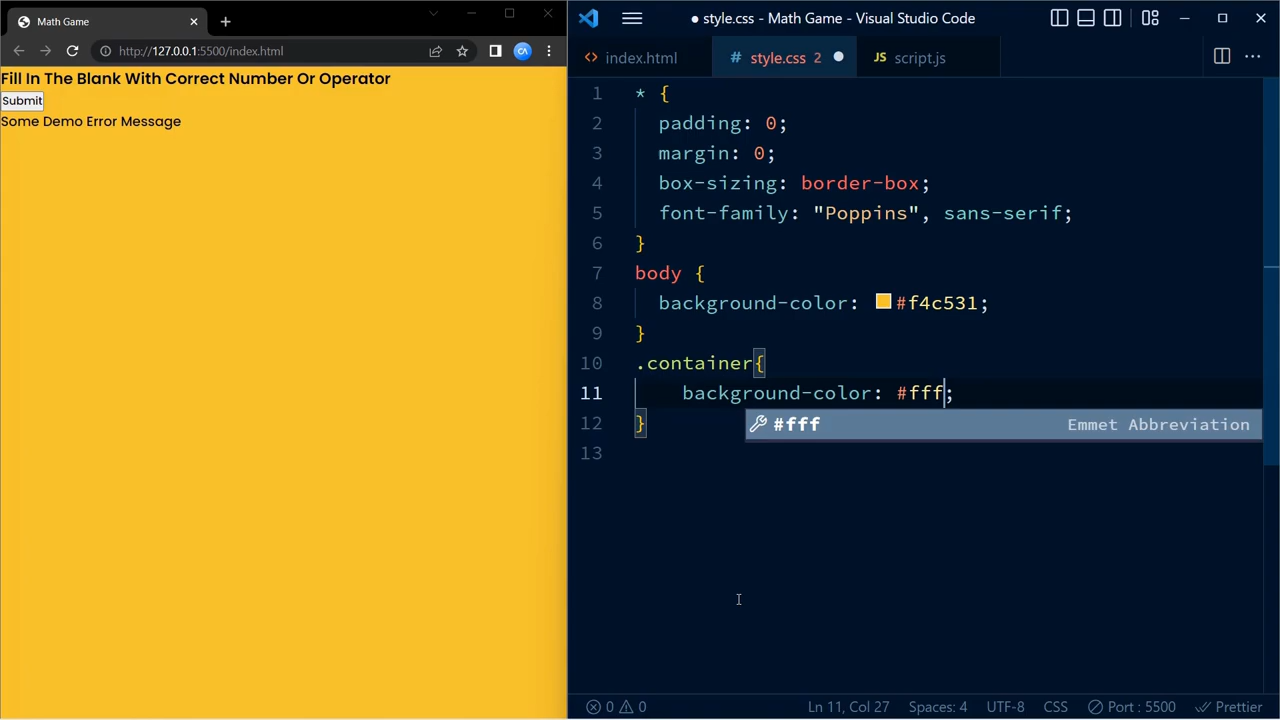 Math Game
http://127.0.0.1:5500/index.html
Fill In The Blank With Correct Number Or Operator
Submit
Some Demo Error Message
● style.css - Math Game - Visual Studio Code
<> index.html
# style.css 2 ●
JS script.js
1 * {
2 padding: 0;
3 margin: 0;
4 box-sizing: border-box;
5 font-family: "Poppins", sans-serif;
6 }
7 body {
8 background-color: #f4c531;
9 }
10 .container{
11 background-color: #fff;
12 }
#fff Emmet Abbreviation
13
0 0 Ln 11, Col 27 Spaces: 4 UTF-8 CSS Port : 5500 Prettier